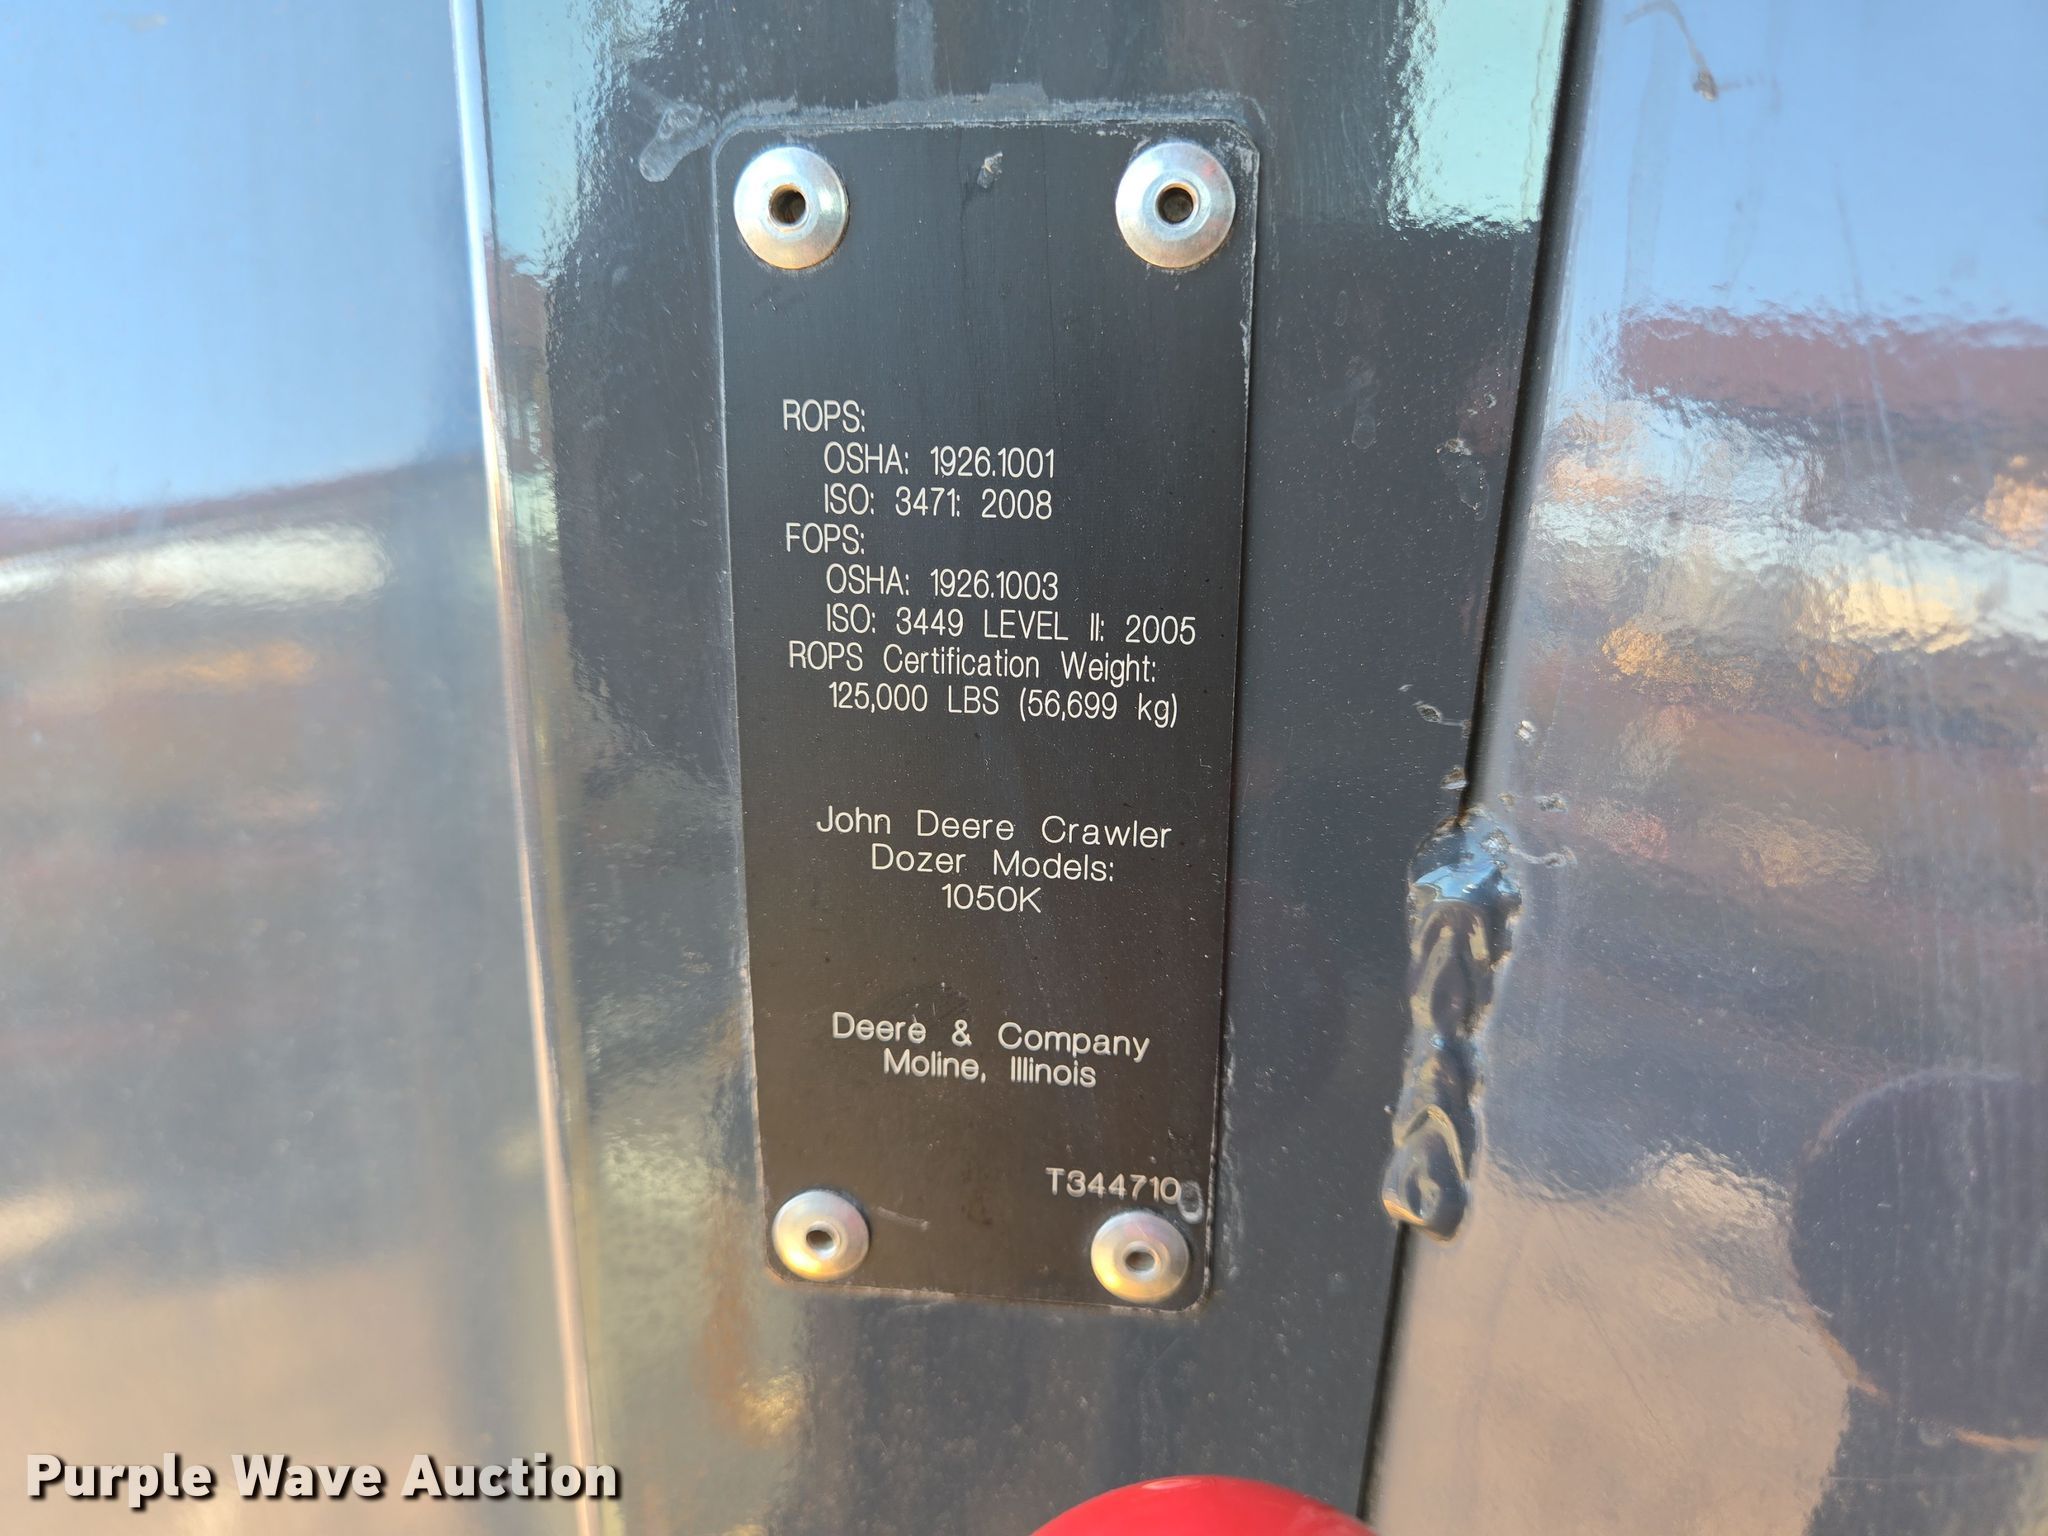 ROPS:
OSHA: 1926.1001
ISO: 3471: 2008
FOPS:
OSHA: 1926.1003
ISO: 3449 LEVEL II: 2005
ROPS Certification Weight:
125,000 LBS (56,699 kg)
John Deere Crawler
Dozer Models:
1050K
Deere & Company
Moline, Illinois
T344710
Purple Wave Auction